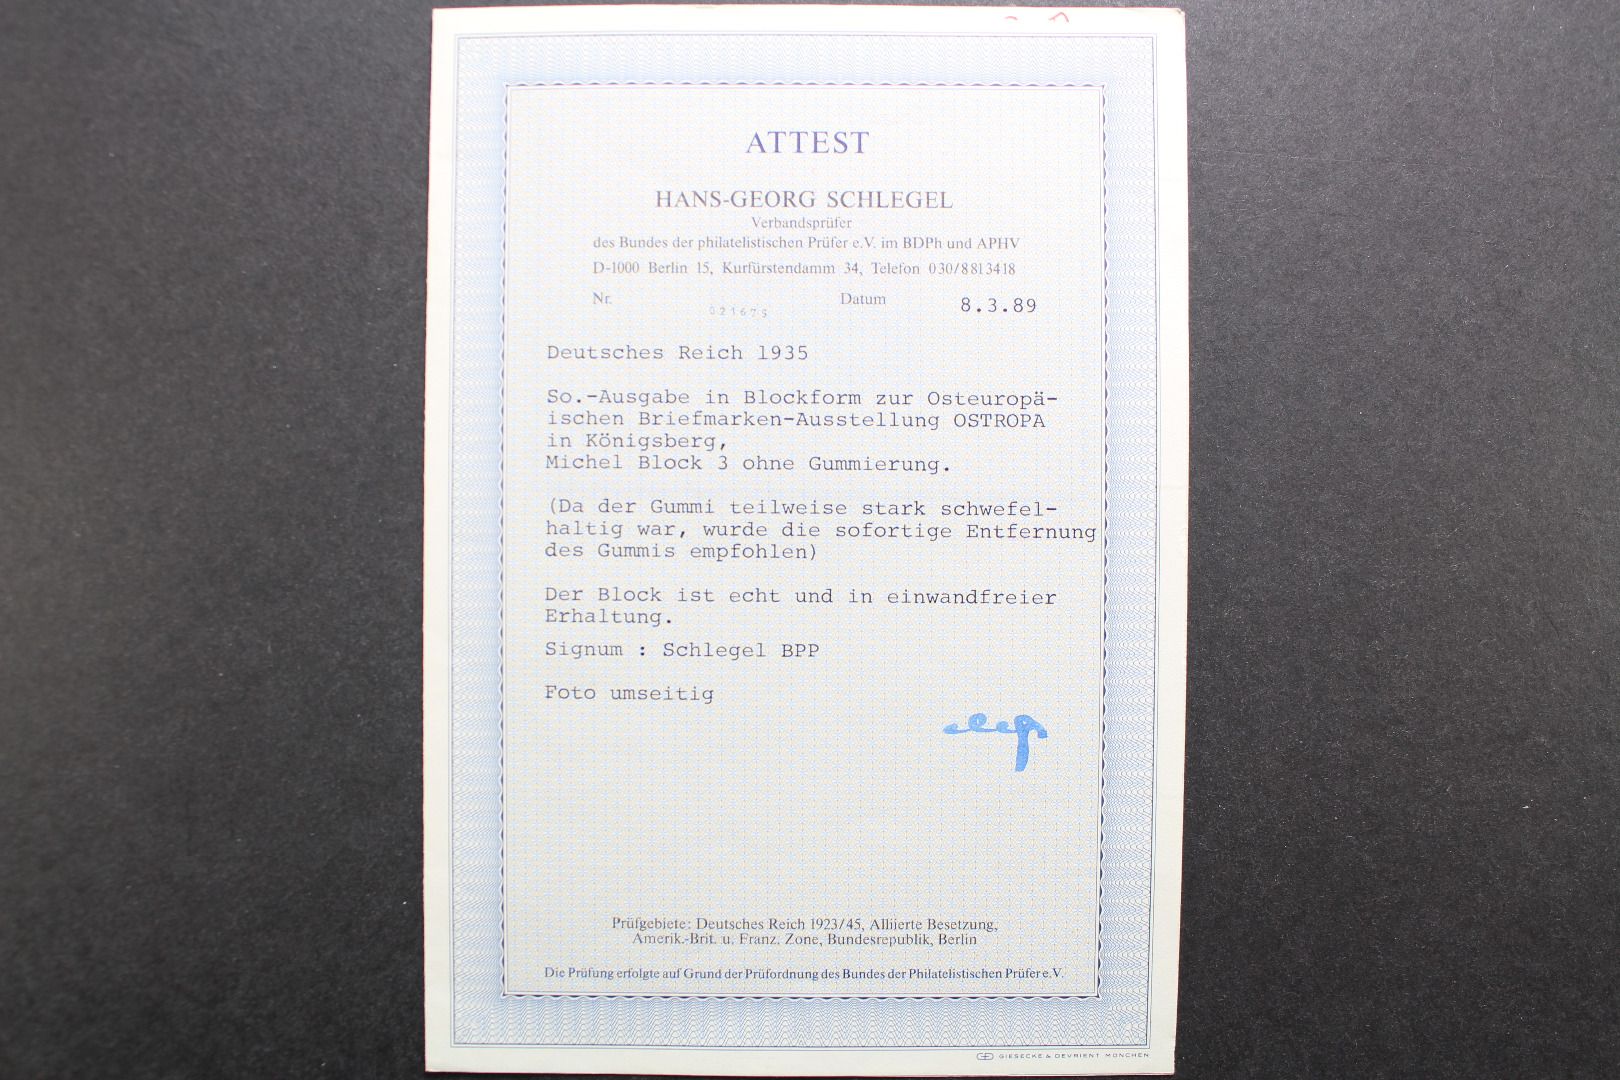 ATTEST
HANS-GEORG SCHLEGEL
Verbandsprüfer
des Bundes der philatelistischen Prüfer e.V. im BDPh und APHV
D-1000 Berlin 15, Kurfürstendamm 34, Telefon 030/8813418
Nr. 021675 Datum 8.3.89
Deutsches Reich 1935
So.-Ausgabe in Blockform zur Osteuropä-
ischen Briefmarken-Ausstellung OSTROPA
in Königsberg,
Michel Block 3 ohne Gummierung.
(Da der Gummi teilweise stark schwefel-
haltig war, wurde die sofortige Entfernung
des Gummis empfohlen)
Der Block ist echt und in einwandfreier
Erhaltung.
Signum : Schlegel BPP
Foto umseitig
Prüfgebiete: Deutsches Reich 1923/45, Alliierte Besetzung,
Amerik.-Brit. u. Franz. Zone, Bundesrepublik, Berlin
Die Prüfung erfolgte auf Grund der Prüfordnung des Bundes der Philatelistischen Prüfer e.V.
GIESECKE & DEVRIENT MÜNCHEN